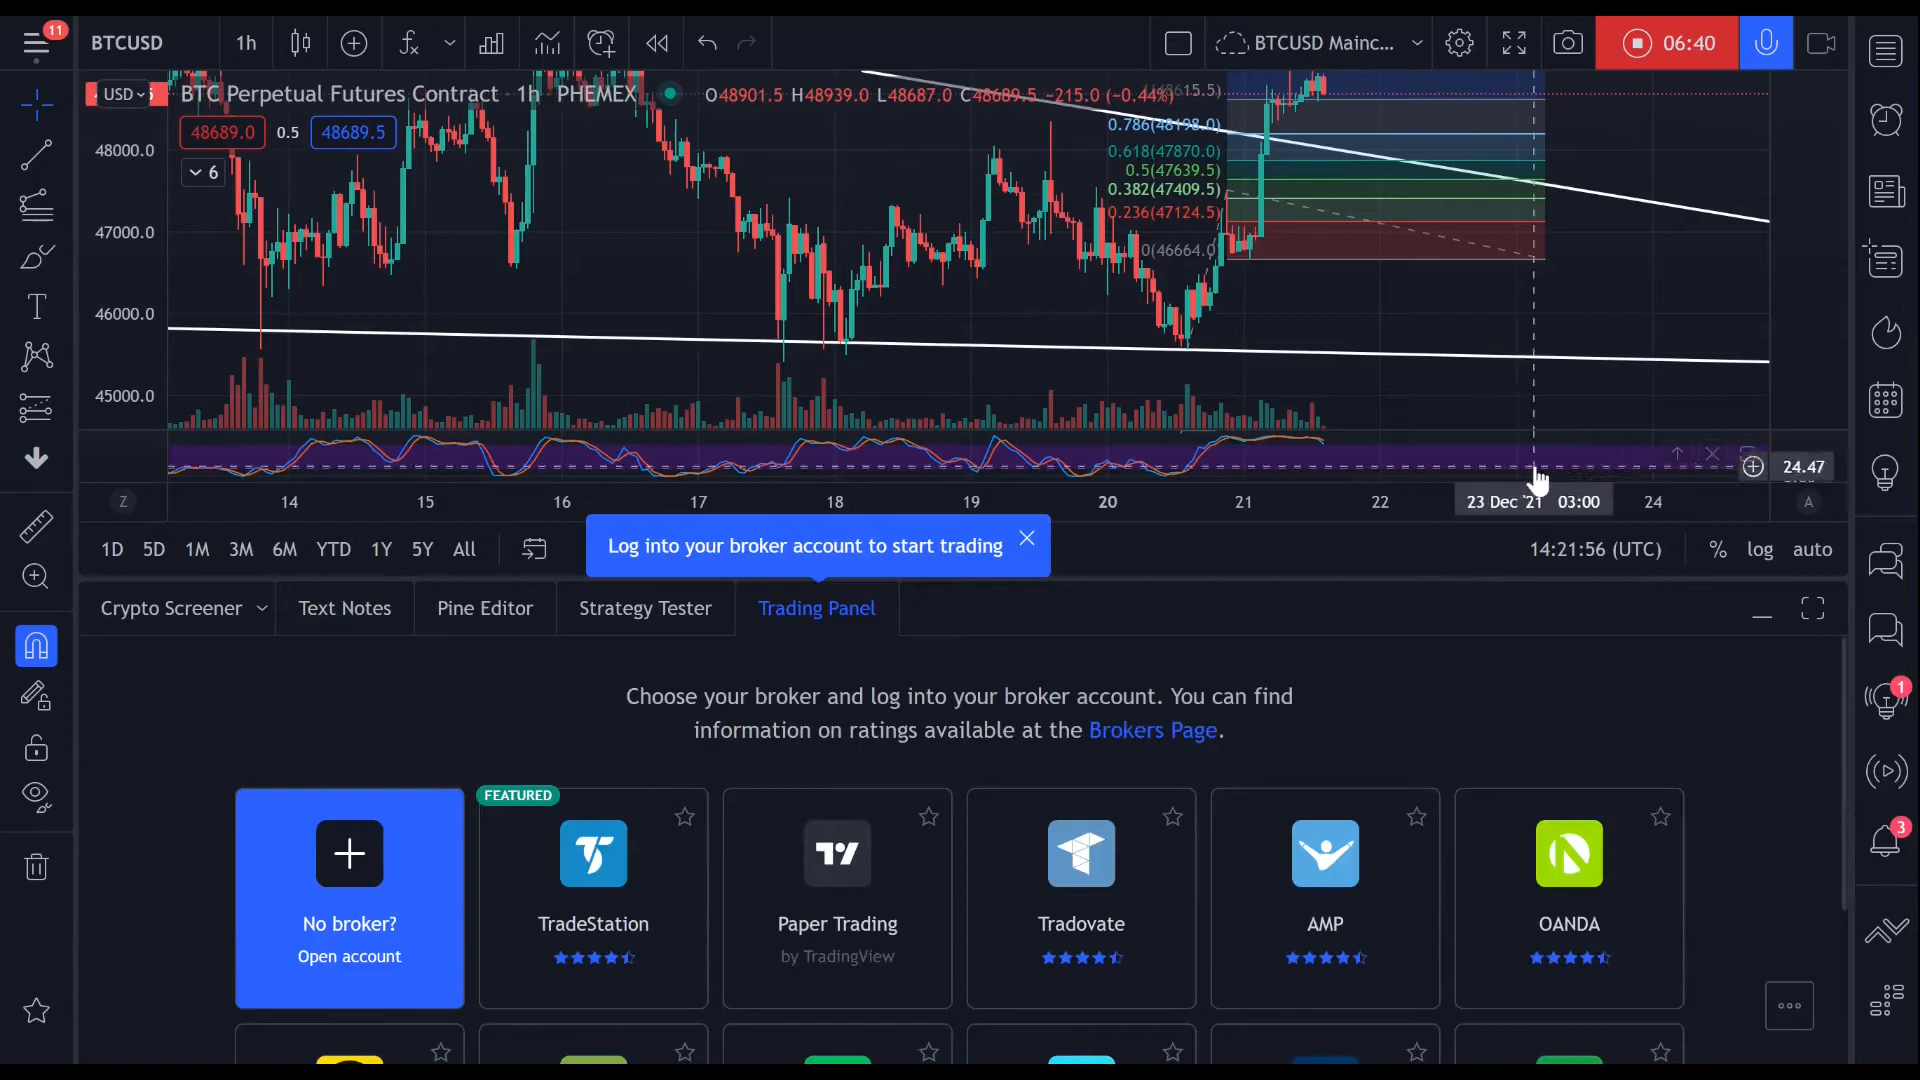 11
BTCUSD
1h
BTCUSD Mainc...
06:40
USD
BTC Perpetual Futures Contract · 1h · PHEMEX
O48901.5 H48939.0 L48687.0 C48689.5 −215.0 (−0.44%)
48689.0
0.5
48689.5
6
48000.0
47000.0
46000.0
45000.0
0.786(48198.0)
0.618(47870.0)
0.5(47639.5)
0.382(47409.5)
0.236(47124.5)
0(46664.0)
24.47
Z
14
15
16
17
18
19
20
21
22
23 Dec '21 03:00
24
A
1D
5D
1M
3M
6M
YTD
1Y
5Y
All
Log into your broker account to start trading
14:21:56 (UTC)
%
log
auto
Crypto Screener
Text Notes
Pine Editor
Strategy Tester
Trading Panel
Choose your broker and log into your broker account. You can find
information on ratings available at the Brokers Page.
No broker?
Open account
FEATURED
TradeStation
Paper Trading
by TradingView
Tradovate
AMP
OANDA
1
3